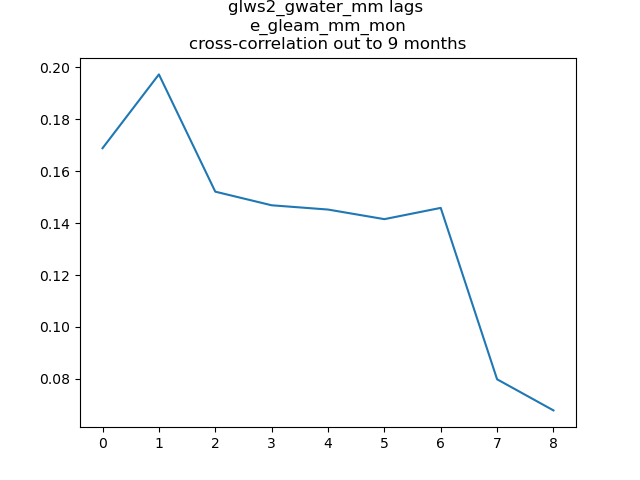 glws2_gwater_mm lags
e_gleam_mm_mon
cross-correlation out to 9 months
0.20
0.18
0.16
0.14
0.12
0.10
0.08
0 1 2 3 4 5 6 7 8